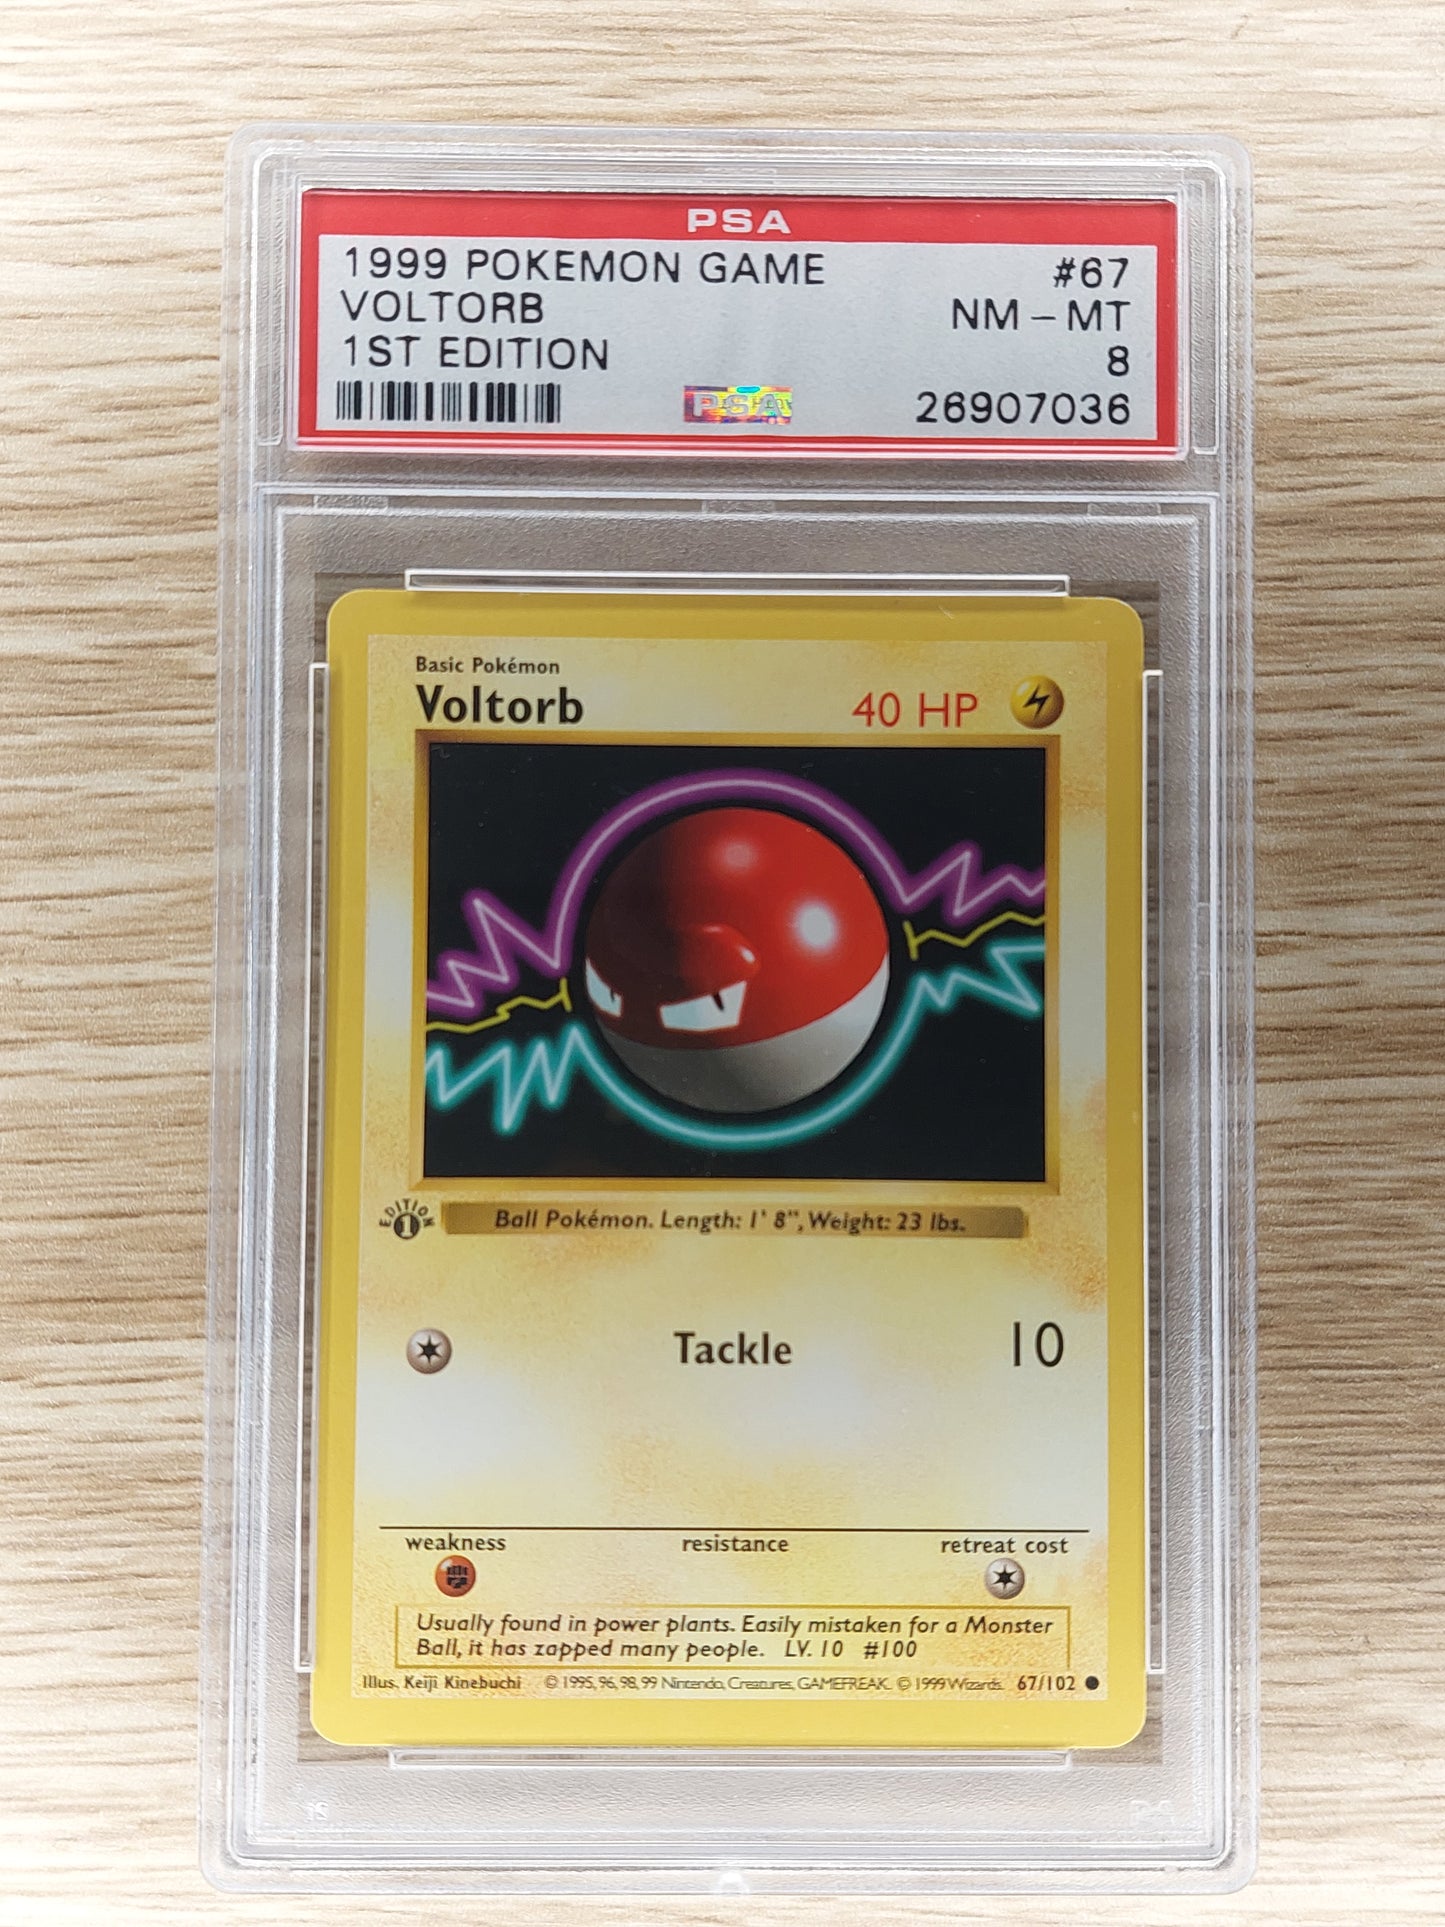 PSA
1999 POKEMON GAME #67
VOLTORB NM - MT
1ST EDITION 8
PSA 26907036
Basic Pokémon
Voltorb 40 HP
EDITION 1
Ball Pokémon. Length: 1' 8", Weight: 23 lbs.
Tackle 10
weakness resistance retreat cost
Usually found in power plants. Easily mistaken for a Monster
Ball, it has zapped many people. LV. 10 #100
Illus. Keiji Kinebuchi © 1995, 96, 98, 99 Nintendo, Creatures, GAMEFREAK. © 1999 Wizards. 67/102